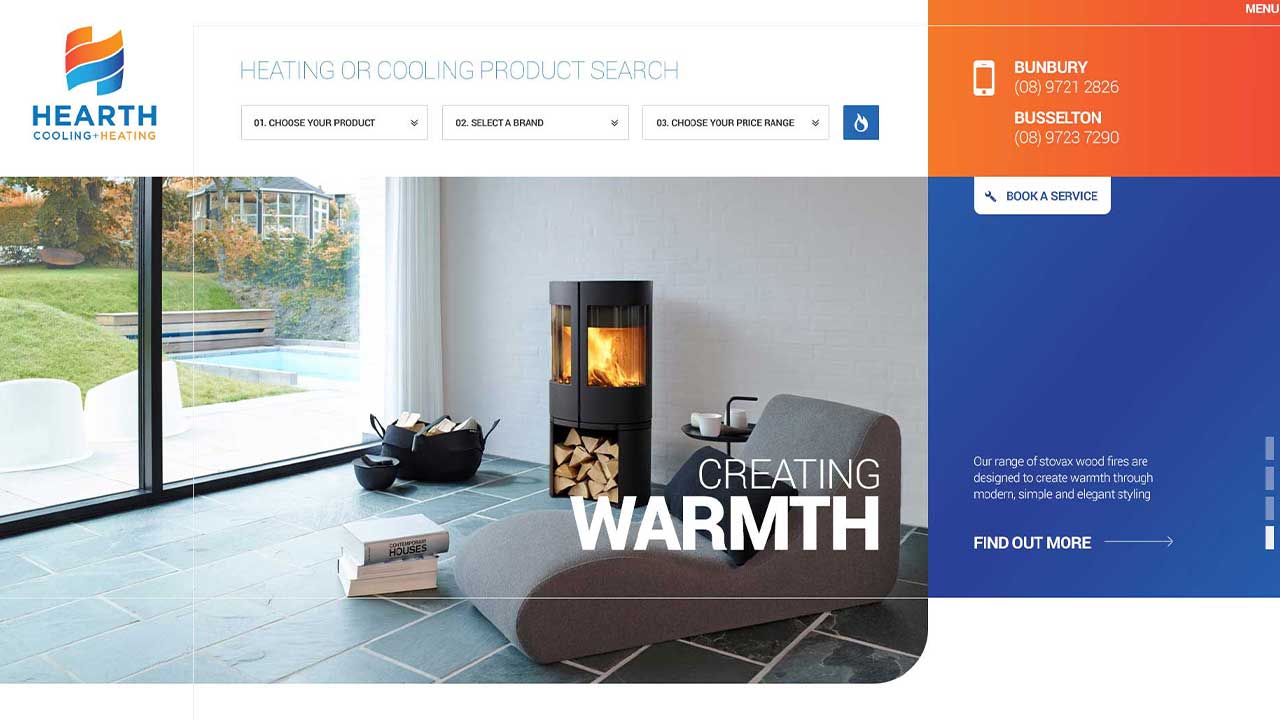 MENU
HEARTH
COOLING+HEATING
HEATING OR COOLING PRODUCT SEARCH
01. CHOOSE YOUR PRODUCT
02. SELECT A BRAND
03. CHOOSE YOUR PRICE RANGE
BUNBURY
(08) 9721 2826
BUSSELTON
(08) 9723 7290
BOOK A SERVICE
CREATING
WARMTH
CONTEMPORARY
HOUSES
Our range of stovax wood fires are
designed to create warmth through
modern, simple and elegant styling
FIND OUT MORE